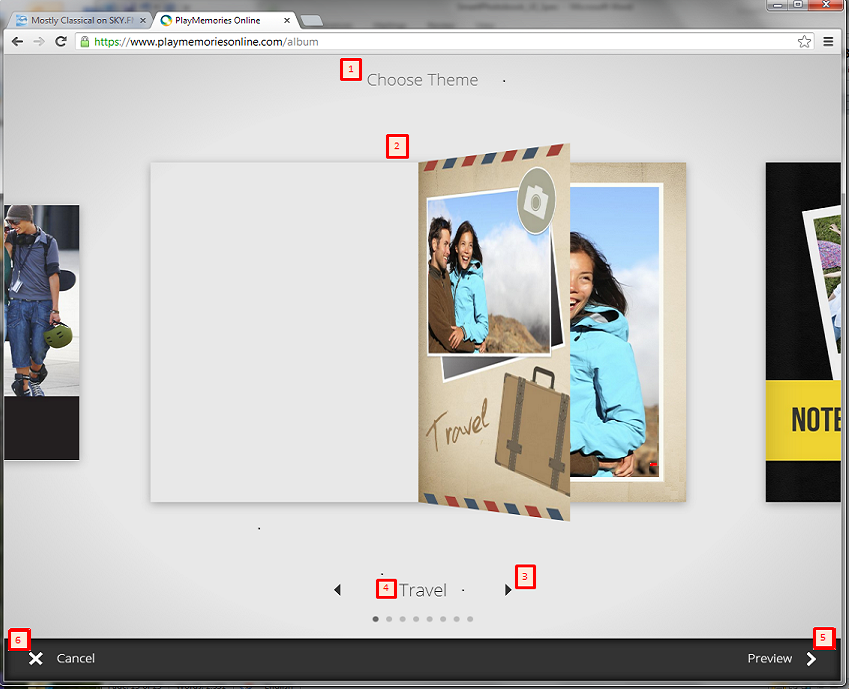 Mostly Classical on SKY.FM
PlayMemories Online
https://www.playmemoriesonline.com/album
1
Choose Theme
2
Travel
NOTE
3
4
Travel
6
5
Cancel
Preview